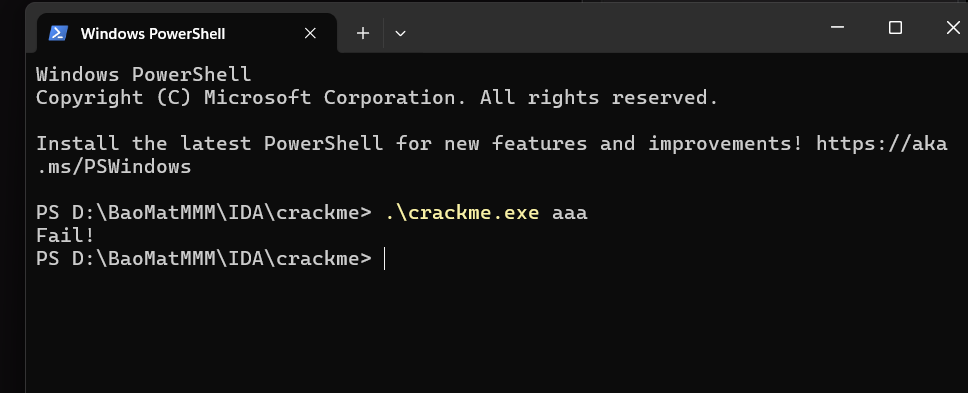 Windows PowerShell
Windows PowerShell
Copyright (C) Microsoft Corporation. All rights reserved.
Install the latest PowerShell for new features and improvements! https://aka
.ms/PSWindows
PS D:\BaoMatMMM\IDA\crackme> .\crackme.exe aaa
Fail!
PS D:\BaoMatMMM\IDA\crackme>